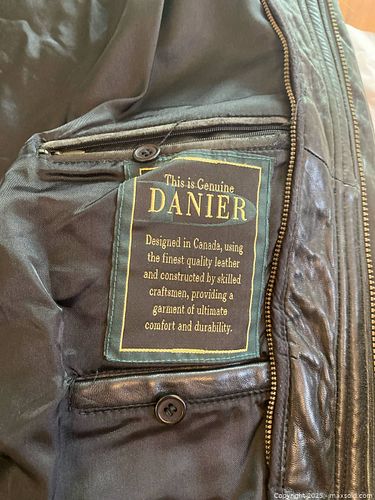 This is Genuine
DANIER
Designed in Canada, using
the finest quality leather
and constructed by skilled
craftsmen, providing a
garment of ultimate
comfort and durability.
Copyright 2025 - maxsold.com